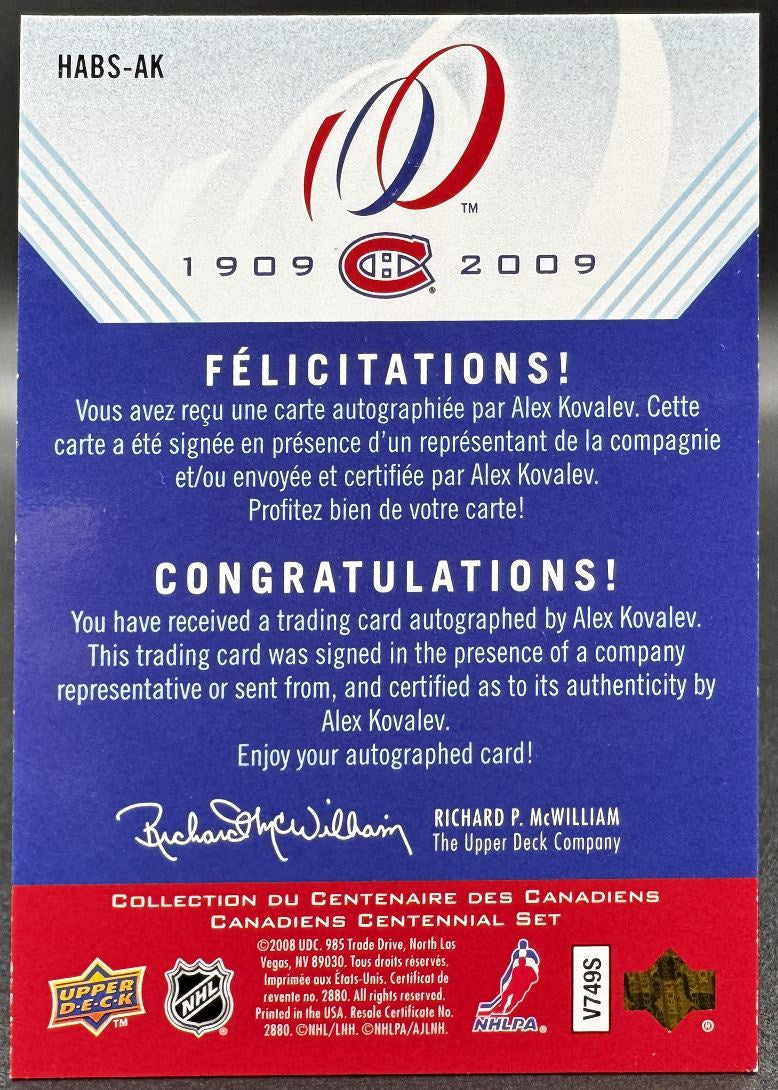 HABS-AK
100
TM
1909 CH 2009
®
FÉLICITATIONS!
Vous avez reçu une carte autographiée par Alex Kovalev. Cette
carte a été signée en présence d'un représentant de la compagnie
et/ou envoyée et certifiée par Alex Kovalev.
Profitez bien de votre carte!
CONGRATULATIONS!
You have received a trading card autographed by Alex Kovalev.
This trading card was signed in the presence of a company
representative or sent from, and certified as to its authenticity by
Alex Kovalev.
Enjoy your autographed card!
Richard McWilliam
RICHARD P. McWILLIAM
The Upper Deck Company
COLLECTION DU CENTENAIRE DES CANADIENS
CANADIENS CENTENNIAL SET
©2008 UDC. 985 Trade Drive, North Las
Vegas, NV 89030. Tous droits réservés.
Imprimée aux États-Unis. Certificat de
revente no. 2880. All rights reserved.
Printed in the USA. Resale Certificate No.
2880. ©NHL/LNH. ©NHLPA/AJLNH.
UPPER
D·E·C·K
TM
NHL
®
NHLPA®
V749S
®